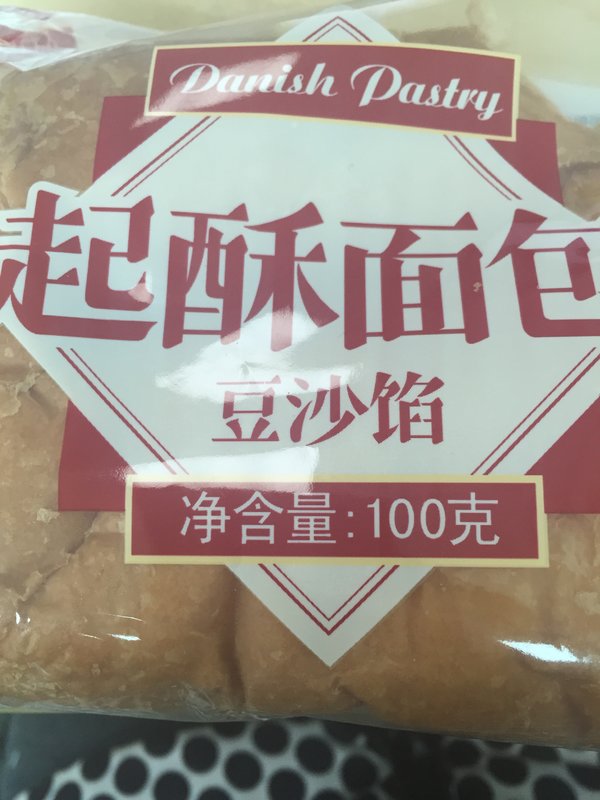 Danish Pastry
起酥面包
豆沙馅
净含量:100克